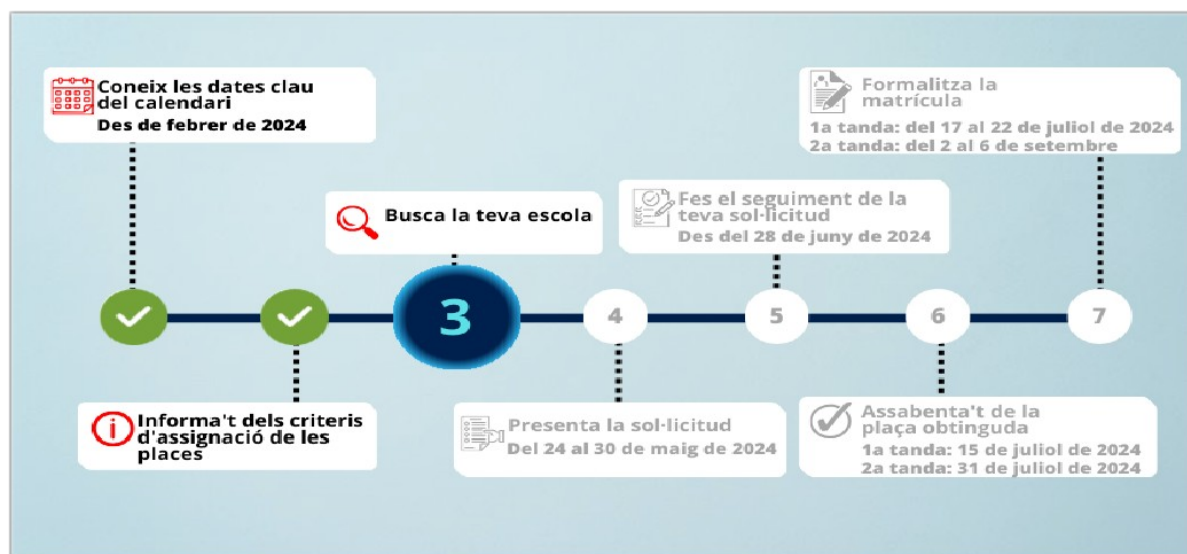 Coneix les dates clau
del calendari
Des de febrer de 2024
Informa't dels criteris
d'assignació de les
places
Busca la teva escola
3
4
Presenta la sol·licitud
Del 24 al 30 de maig de 2024
Fes el seguiment de la
teva sol·licitud
Des del 28 de juny de 2024
5
6
Assabenta't de la
plaça obtinguda
1a tanda: 15 de juliol de 2024
2a tanda: 31 de juliol de 2024
Formalitza la
matrícula
1a tanda: del 17 al 22 de juliol de 2024
2a tanda: del 2 al 6 de setembre
7